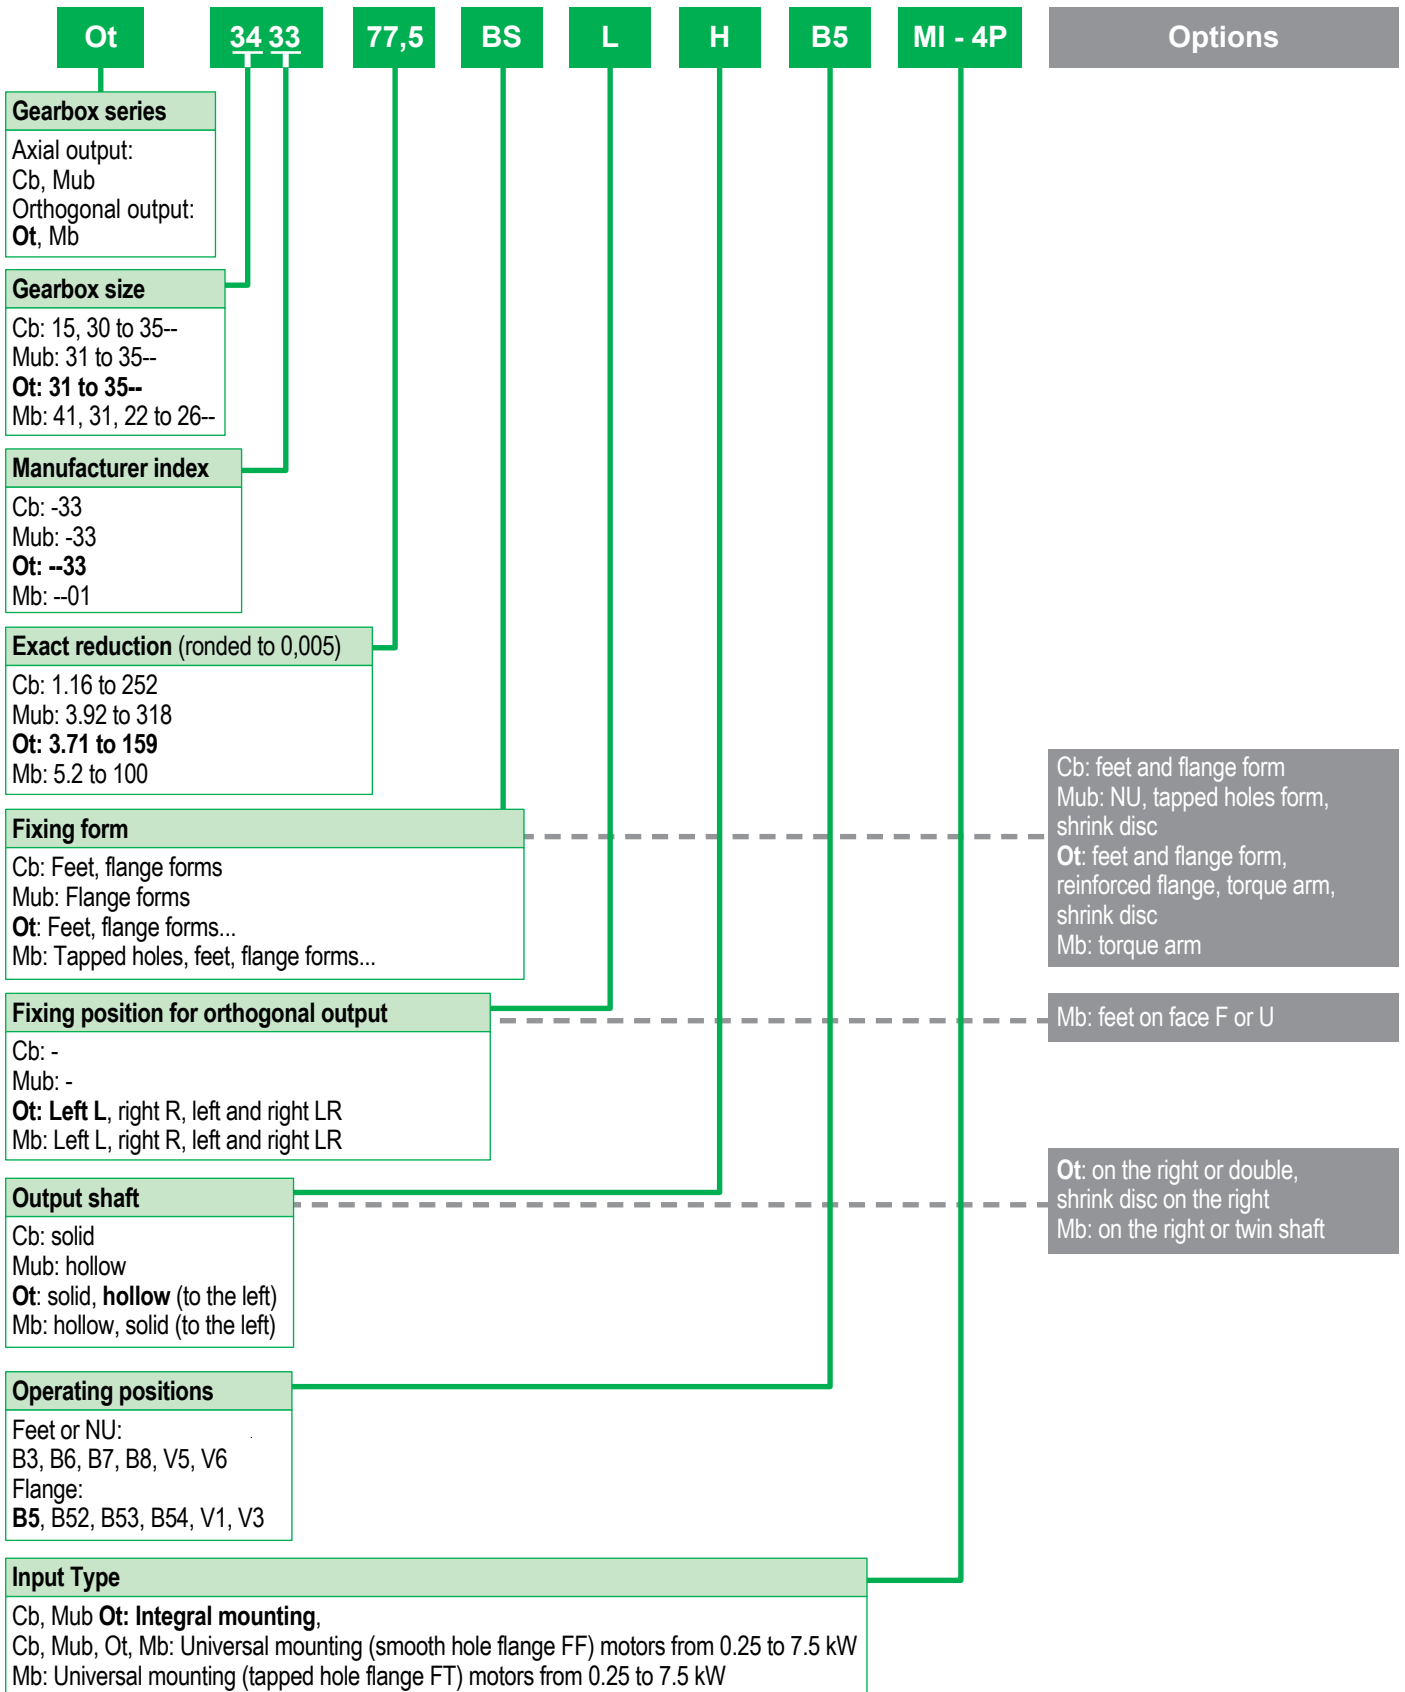 Ot 34 33 77,5 BS L H B5 MI - 4P Options
Gearbox series
Axial output:
Cb, Mub
Orthogonal output:
Ot, Mb
Gearbox size
Cb: 15, 30 to 35--
Mub: 31 to 35--
Ot: 31 to 35--
Mb: 41, 31, 22 to 26--
Manufacturer index
Cb: -33
Mub: -33
Ot: --33
Mb: --01
Exact reduction (ronded to 0,005)
Cb: 1.16 to 252
Mub: 3.92 to 318
Ot: 3.71 to 159
Mb: 5.2 to 100
Fixing form
Cb: Feet, flange forms
Mub: Flange forms
Ot: Feet, flange forms...
Mb: Tapped holes, feet, flange forms...
Cb: feet and flange form
Mub: NU, tapped holes form,
shrink disc
Ot: feet and flange form,
reinforced flange, torque arm,
shrink disc
Mb: torque arm
Fixing position for orthogonal output
Cb: -
Mub: -
Ot: Left L, right R, left and right LR
Mb: Left L, right R, left and right LR
Mb: feet on face F or U
Output shaft
Cb: solid
Mub: hollow
Ot: solid, hollow (to the left)
Mb: hollow, solid (to the left)
Ot: on the right or double,
shrink disc on the right
Mb: on the right or twin shaft
Operating positions
Feet or NU:
B3, B6, B7, B8, V5, V6
Flange:
B5, B52, B53, B54, V1, V3
Input Type
Cb, Mub Ot: Integral mounting,
Cb, Mub, Ot, Mb: Universal mounting (smooth hole flange FF) motors from 0.25 to 7.5 kW
Mb: Universal mounting (tapped hole flange FT) motors from 0.25 to 7.5 kW